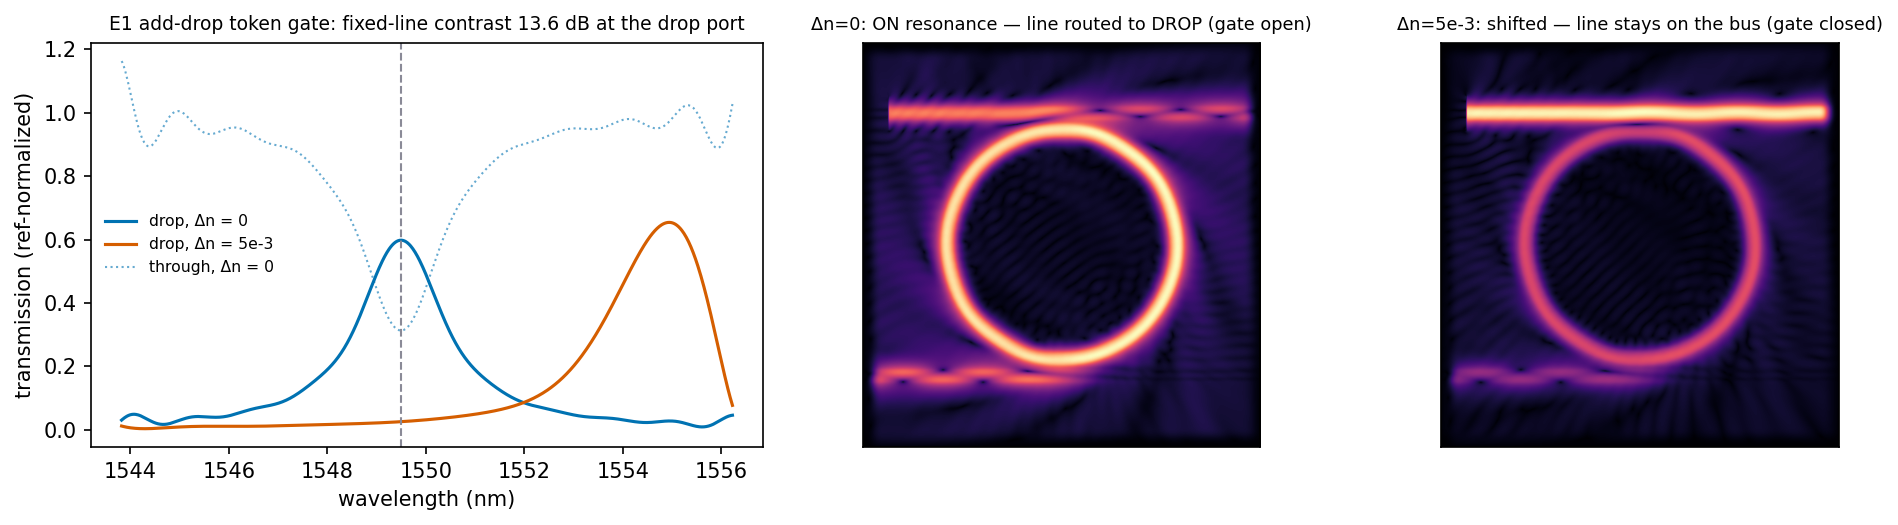 E1 add-drop token gate: fixed-line contrast 13.6 dB at the drop port
1.2
1.0
0.8
0.6
0.4
0.2
0.0
transmission (ref-normalized)
drop, Δn = 0
drop, Δn = 5e-3
through, Δn = 0
1544 1546 1548 1550 1552 1554 1556
wavelength (nm)
Δn=0: ON resonance — line routed to DROP (gate open)
Δn=5e-3: shifted — line stays on the bus (gate closed)